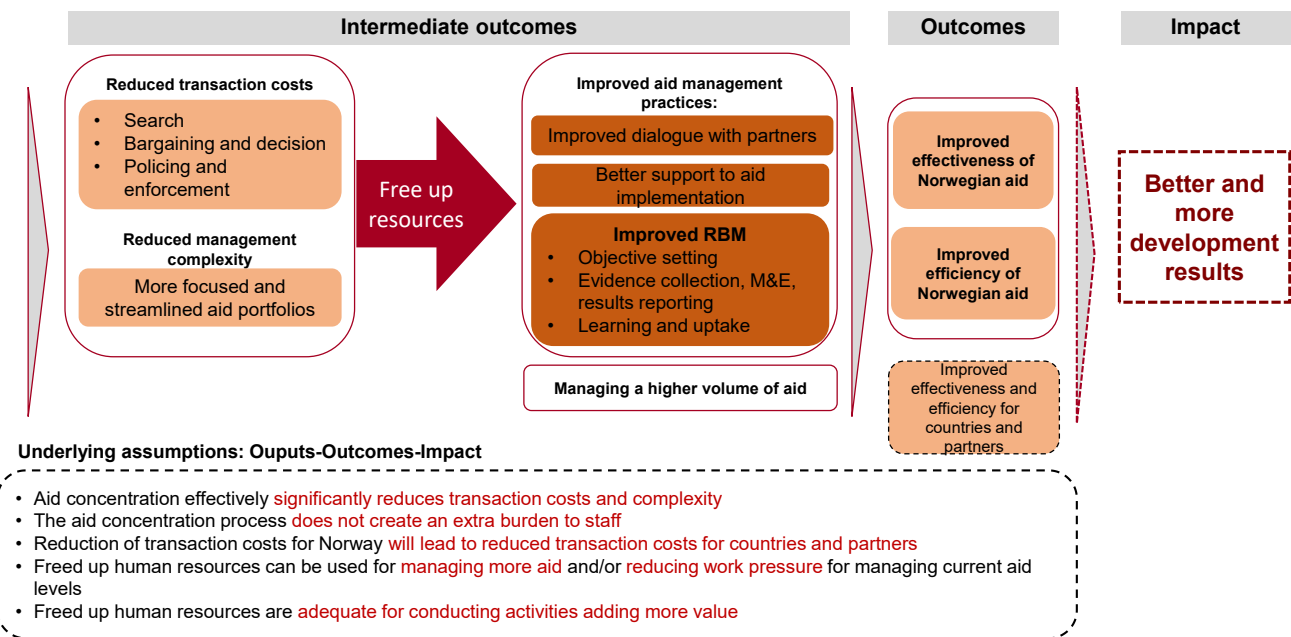 Intermediate outcomes
Outcomes
Impact
Reduced transaction costs
• Search
• Bargaining and decision
• Policing and
enforcement
Reduced management
complexity
More focused and
streamlined aid portfolios
Free up
resources
Improved aid management
practices:
Improved dialogue with partners
Better support to aid
implementation
Improved RBM
• Objective setting
• Evidence collection, M&E,
results reporting
• Learning and uptake
Managing a higher volume of aid
Improved
effectiveness of
Norwegian aid
Improved
efficiency of
Norwegian aid
Improved
effectiveness and
efficiency for
countries and
partners
Better and
more
development
results
Underlying assumptions: Ouputs-Outcomes-Impact
• Aid concentration effectively significantly reduces transaction costs and complexity
• The aid concentration process does not create an extra burden to staff
• Reduction of transaction costs for Norway will lead to reduced transaction costs for countries and partners
• Freed up human resources can be used for managing more aid and/or reducing work pressure for managing current aid
levels
• Freed up human resources are adequate for conducting activities adding more value